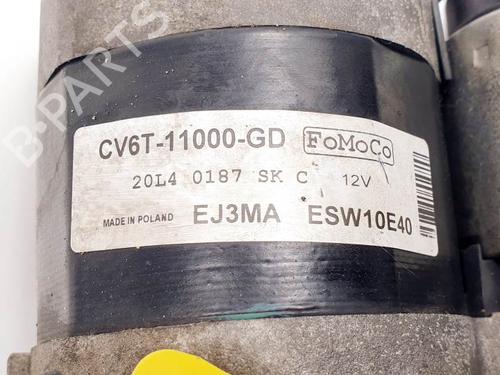 CV6T-11000-GD FoMoCo
20L4 0187 SK C 12V
MADE IN POLAND EJ3MA ESW10E40
B-PARTS